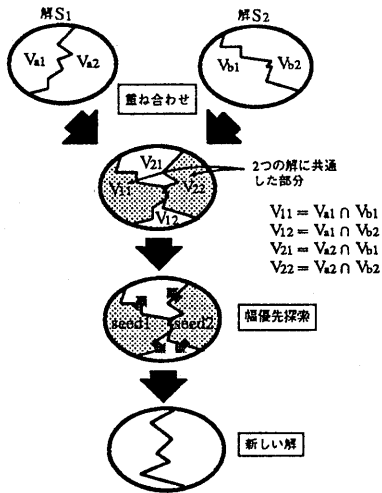 解S1
解S2
Va1
Va2
Vb1
Vb2
重ね合わせ
V21
V11
V22
V12
2つの解に共通
した部分
V11 = Va1 ∩ Vb1
V12 = Va1 ∩ Vb2
V21 = Va2 ∩ Vb1
V22 = Va2 ∩ Vb2
seed1
seed2
幅優先探索
新しい解